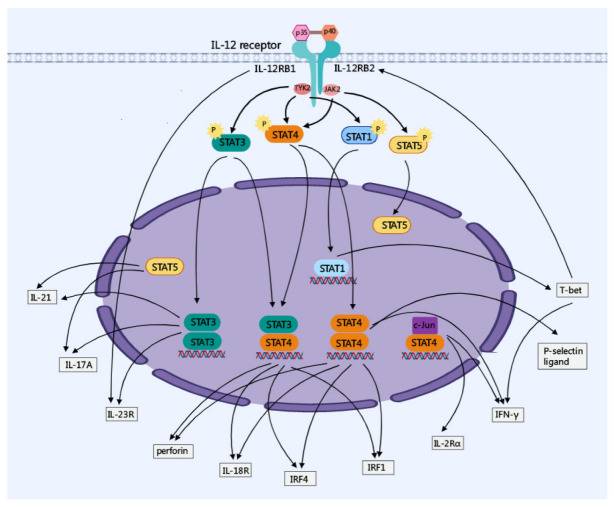 p35
p40
IL-12 receptor
IL-12RB1
IL-12RB2
TYK2
JAK2
P
STAT3
P
STAT4
P
STAT1
P
STAT5
STAT5
STAT5
STAT1
IL-21
T-bet
STAT3
STAT3
STAT3
STAT4
STAT4
STAT4
c-Jun
STAT4
IL-17A
P-selectin
ligand
IL-23R
IFN-γ
perforin
IL-2Rα
IL-18R
IRF4
IRF1